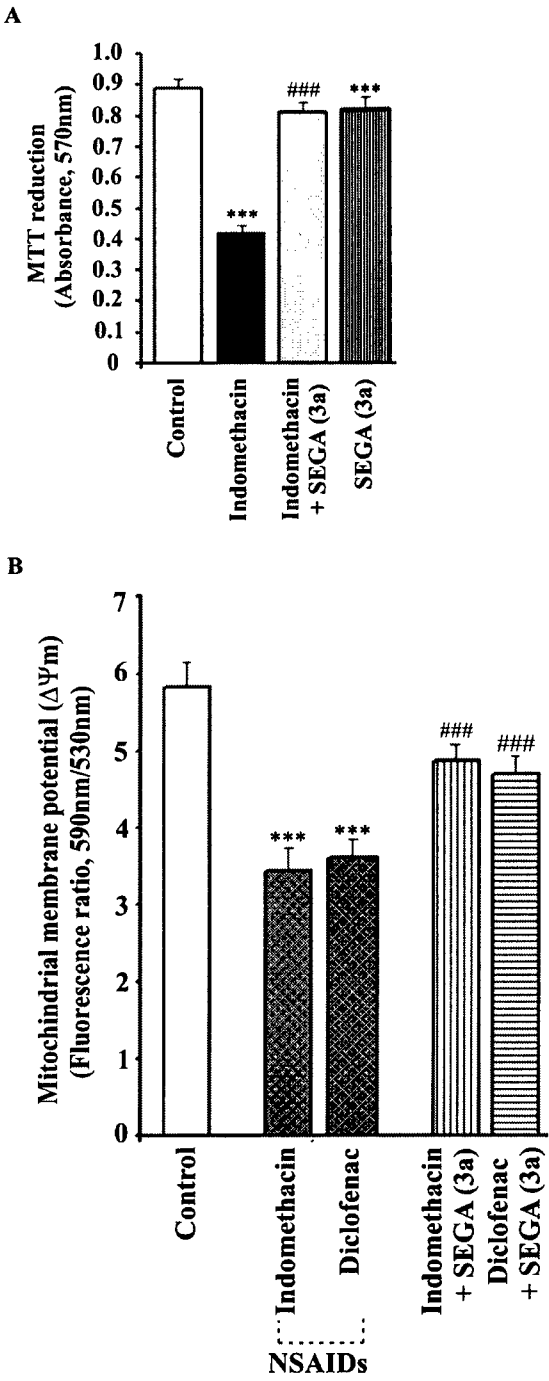 A
MTT reduction
(Absorbance, 570nm)
1.0
0.9
0.8
0.7
0.6
0.5
0.4
0.3
0.2
0.1
0
***
###
***
Control
Indomethacin
Indomethacin
+ SEGA (3a)
SEGA (3a)
B
Mitochindrial membrane potential (ΔΨm)
(Fluorescence ratio, 590nm/530nm)
7
6
5
4
3
2
1
0
***
***
###
###
Control
Indomethacin
Diclofenac
Indomethacin
+ SEGA (3a)
Diclofenac
+ SEGA (3a)
NSAIDs